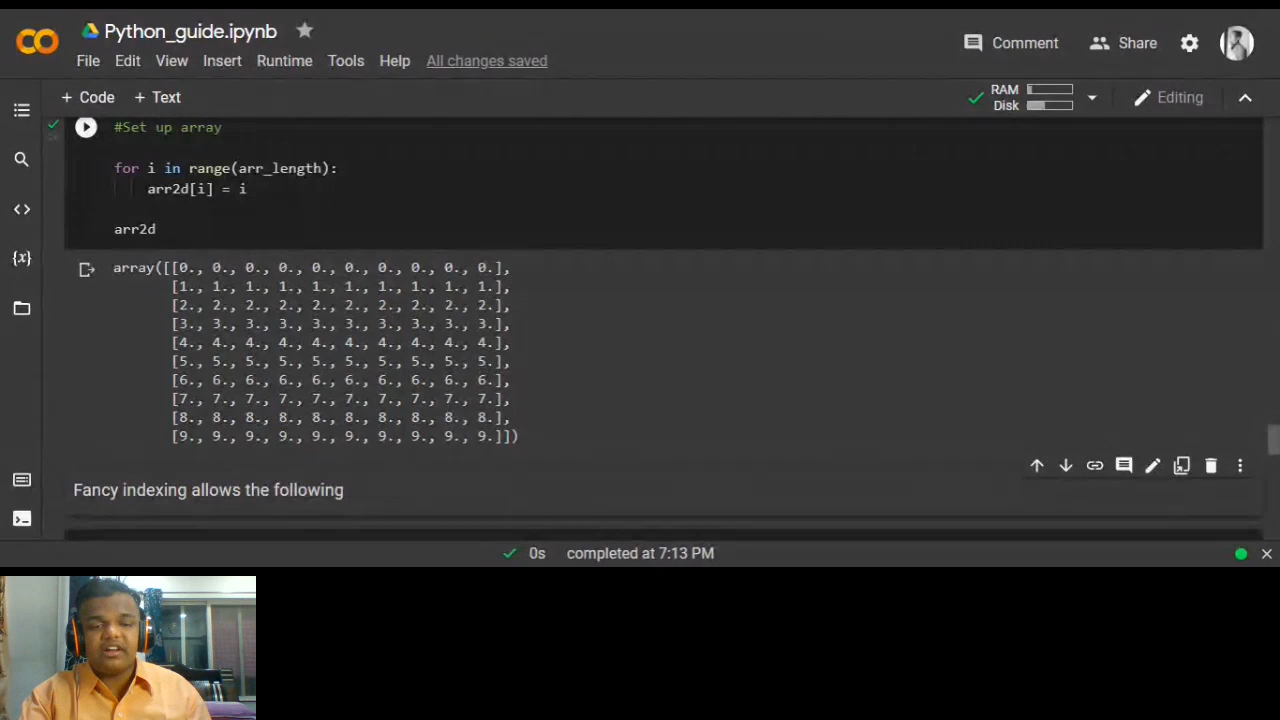 Python_guide.ipynb
Comment Share
File Edit View Insert Runtime Tools Help All changes saved
+ Code + Text
RAM
Disk
Editing
#Set up array
for i in range(arr_length):
arr2d[i] = i
arr2d
array([[0., 0., 0., 0., 0., 0., 0., 0., 0., 0.],
[1., 1., 1., 1., 1., 1., 1., 1., 1., 1.],
[2., 2., 2., 2., 2., 2., 2., 2., 2., 2.],
[3., 3., 3., 3., 3., 3., 3., 3., 3., 3.],
[4., 4., 4., 4., 4., 4., 4., 4., 4., 4.],
[5., 5., 5., 5., 5., 5., 5., 5., 5., 5.],
[6., 6., 6., 6., 6., 6., 6., 6., 6., 6.],
[7., 7., 7., 7., 7., 7., 7., 7., 7., 7.],
[8., 8., 8., 8., 8., 8., 8., 8., 8., 8.],
[9., 9., 9., 9., 9., 9., 9., 9., 9., 9.]])
Fancy indexing allows the following
0s completed at 7:13 PM